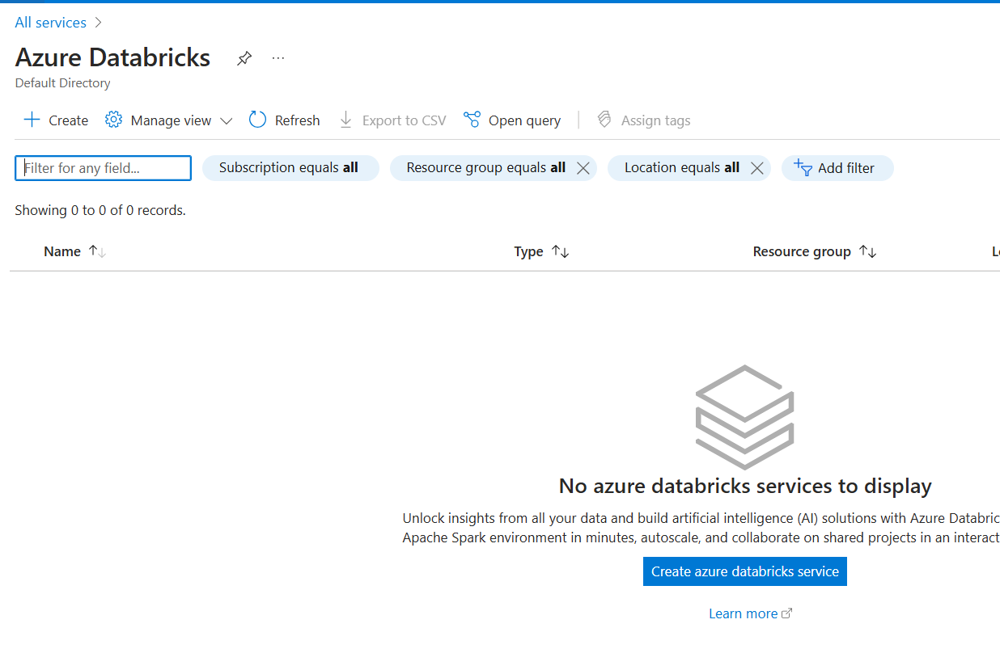 All services
Azure Databricks
Default Directory
Create Manage view Refresh Export to CSV Open query Assign tags
Filter for any field... Subscription equals all Resource group equals all Location equals all Add filter
Showing 0 to 0 of 0 records.
Name Type Resource group
No azure databricks services to display
Unlock insights from all your data and build artificial intelligence (AI) solutions with Azure
Apache Spark environment in minutes, autoscale, and collaborate on shared projects in an
Create azure databricks service
Learn more